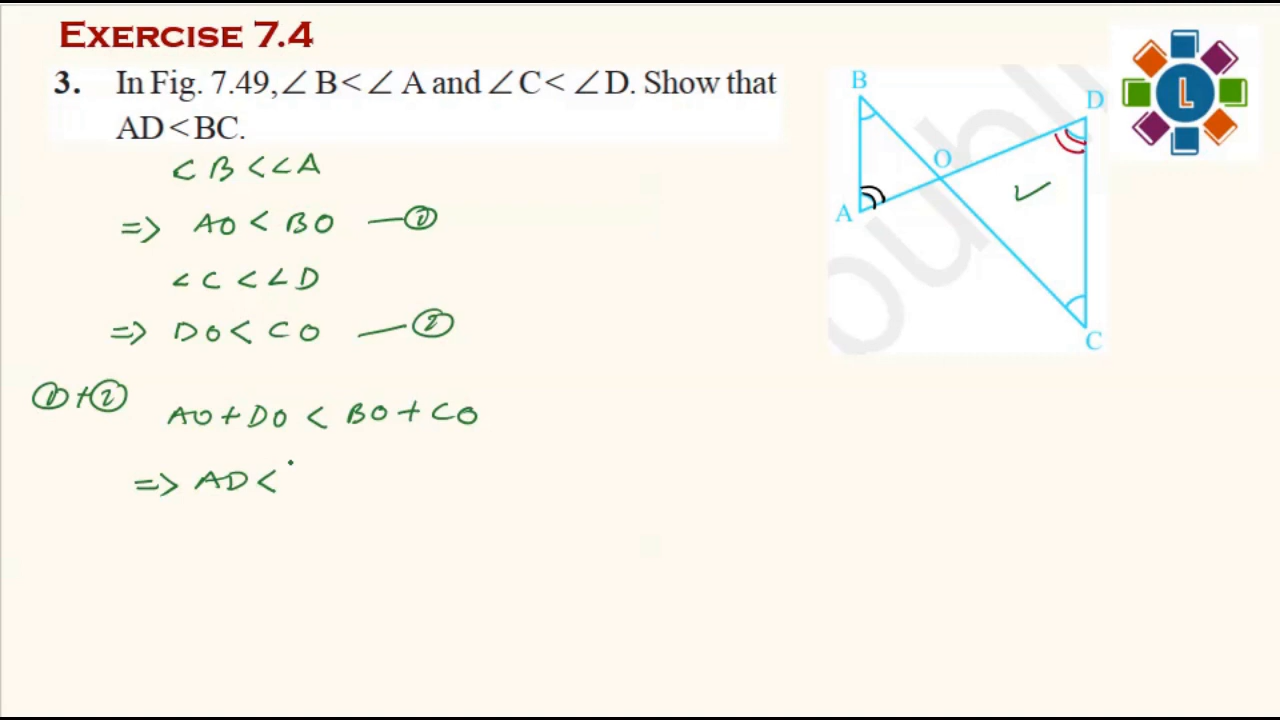 EXERCISE 7.4
3. In Fig. 7.49, ∠ B < ∠ A and ∠ C < ∠ D. Show that
AD < BC.
∠ B < ∠ A
=> AO < BO — ①
∠ C < ∠ D
=> DO < CO — ②
① + ② AO + DO < BO + CO
=> AD <
B
D
O
A
C
L